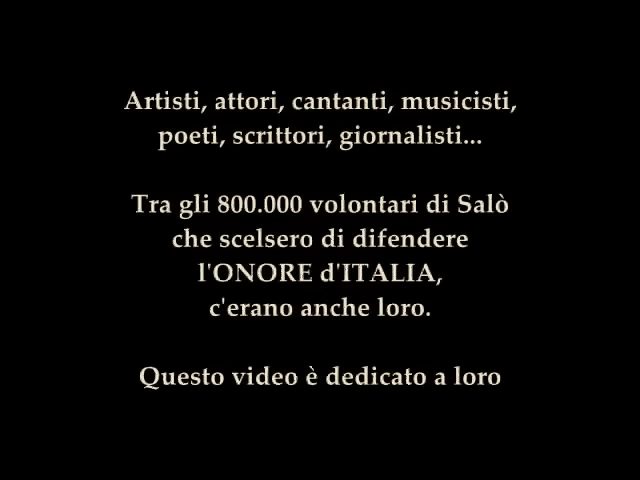 Artisti, attori, cantanti, musicisti,
poeti, scrittori, giornalisti...
Tra gli 800.000 volontari di Salò
che scelsero di difendere
l'ONORE d'ITALIA,
c'erano anche loro.
Questo video è dedicato a loro